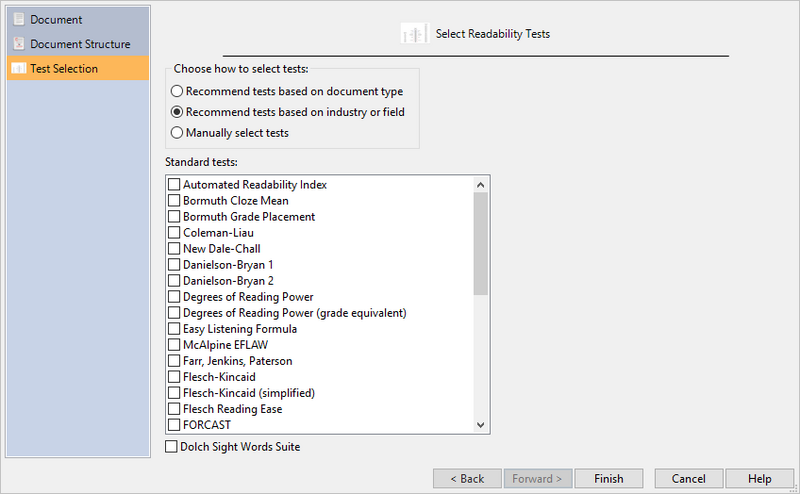 Document
Document Structure
Test Selection
Select Readability Tests
Choose how to select tests:
Recommend tests based on document type
Recommend tests based on industry or field
Manually select tests
Standard tests:
Automated Readability Index
Bormuth Cloze Mean
Bormuth Grade Placement
Coleman-Liau
New Dale-Chall
Danielson-Bryan 1
Danielson-Bryan 2
Degrees of Reading Power
Degrees of Reading Power (grade equivalent)
Easy Listening Formula
McAlpine EFLAW
Farr, Jenkins, Paterson
Flesch-Kincaid
Flesch-Kincaid (simplified)
Flesch Reading Ease
FORCAST
Dolch Sight Words Suite
< Back
Forward >
Finish
Cancel
Help